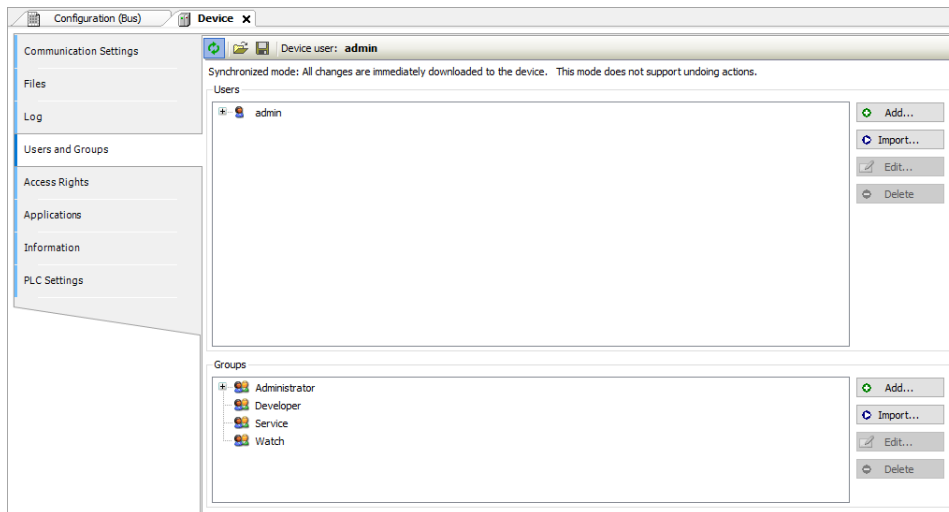 Configuration (Bus)
Device
Communication Settings
Files
Log
Users and Groups
Access Rights
Applications
Information
PLC Settings
Device user: admin
Synchronized mode: All changes are immediately downloaded to the device. This mode does not support undoing actions.
Users
admin
Add...
Import...
Edit...
Delete
Groups
Administrator
Developer
Service
Watch
Add...
Import...
Edit...
Delete